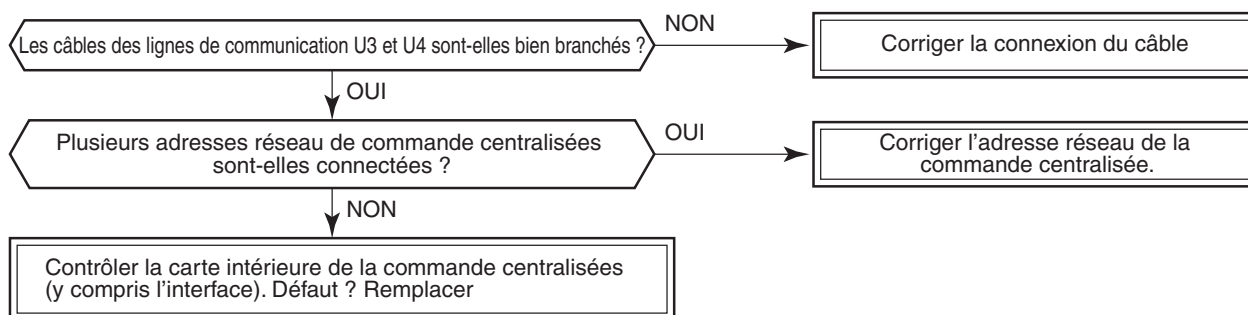 Les câbles des lignes de communication U3 et U4 sont-elles bien branchés ?
NON
Corriger la connexion du câble
OUI
Plusieurs adresses réseau de commande centralisées
sont-elles connectées ?
OUI
Corriger l'adresse réseau de la
commande centralisée.
NON
Contrôler la carte intérieure de la commande centralisées
(y compris l'interface). Défaut ? Remplacer